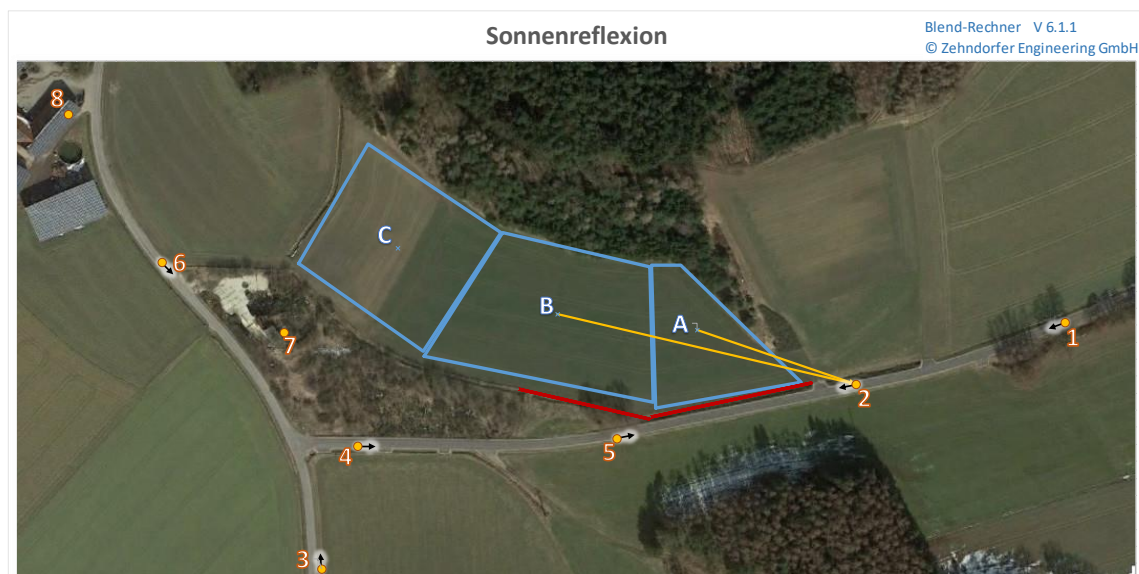 Sonnenreflexion
Blend-Rechner V 6.1.1
© Zehndorfer Engineering GmbH
8
C
6
B
A
1
7
2
5
4
3